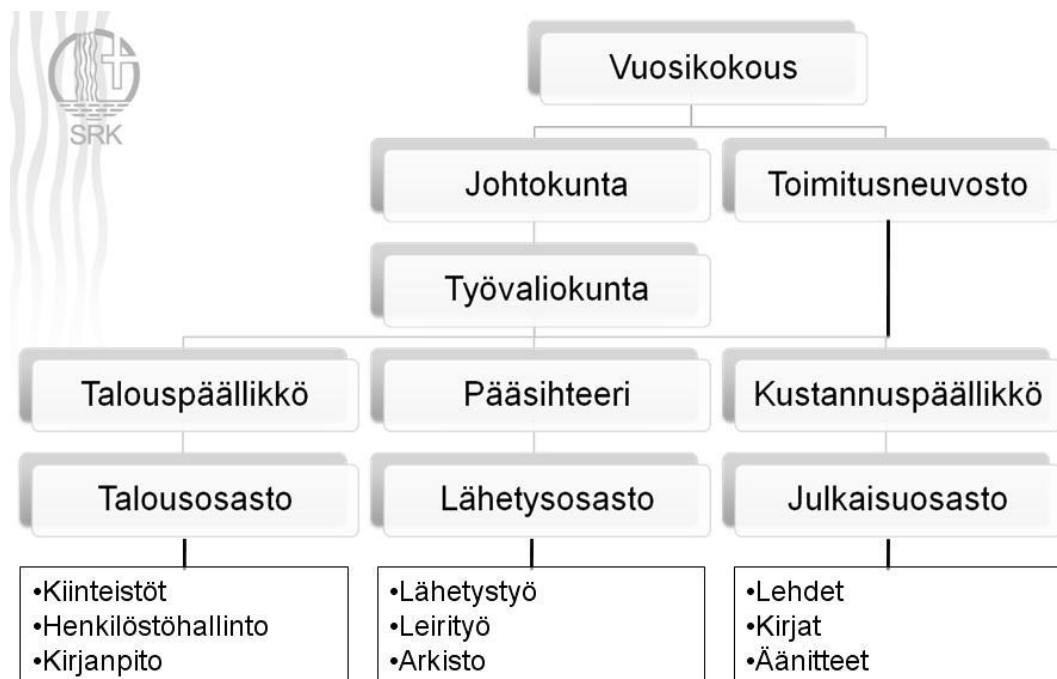 SRK
Vuosikokous
Johtokunta
Toimitusneuvosto
Työvaliokunta
Talouspäällikkö
Pääsihteeri
Kustannuspäällikkö
Talousosasto
Lähetysosasto
Julkaisuosasto
•Kiinteistöt
•Henkilöstöhallinto
•Kirjanpito
•Lähetystyö
•Leirityö
•Arkisto
•Lehdet
•Kirjat
•Äänitteet